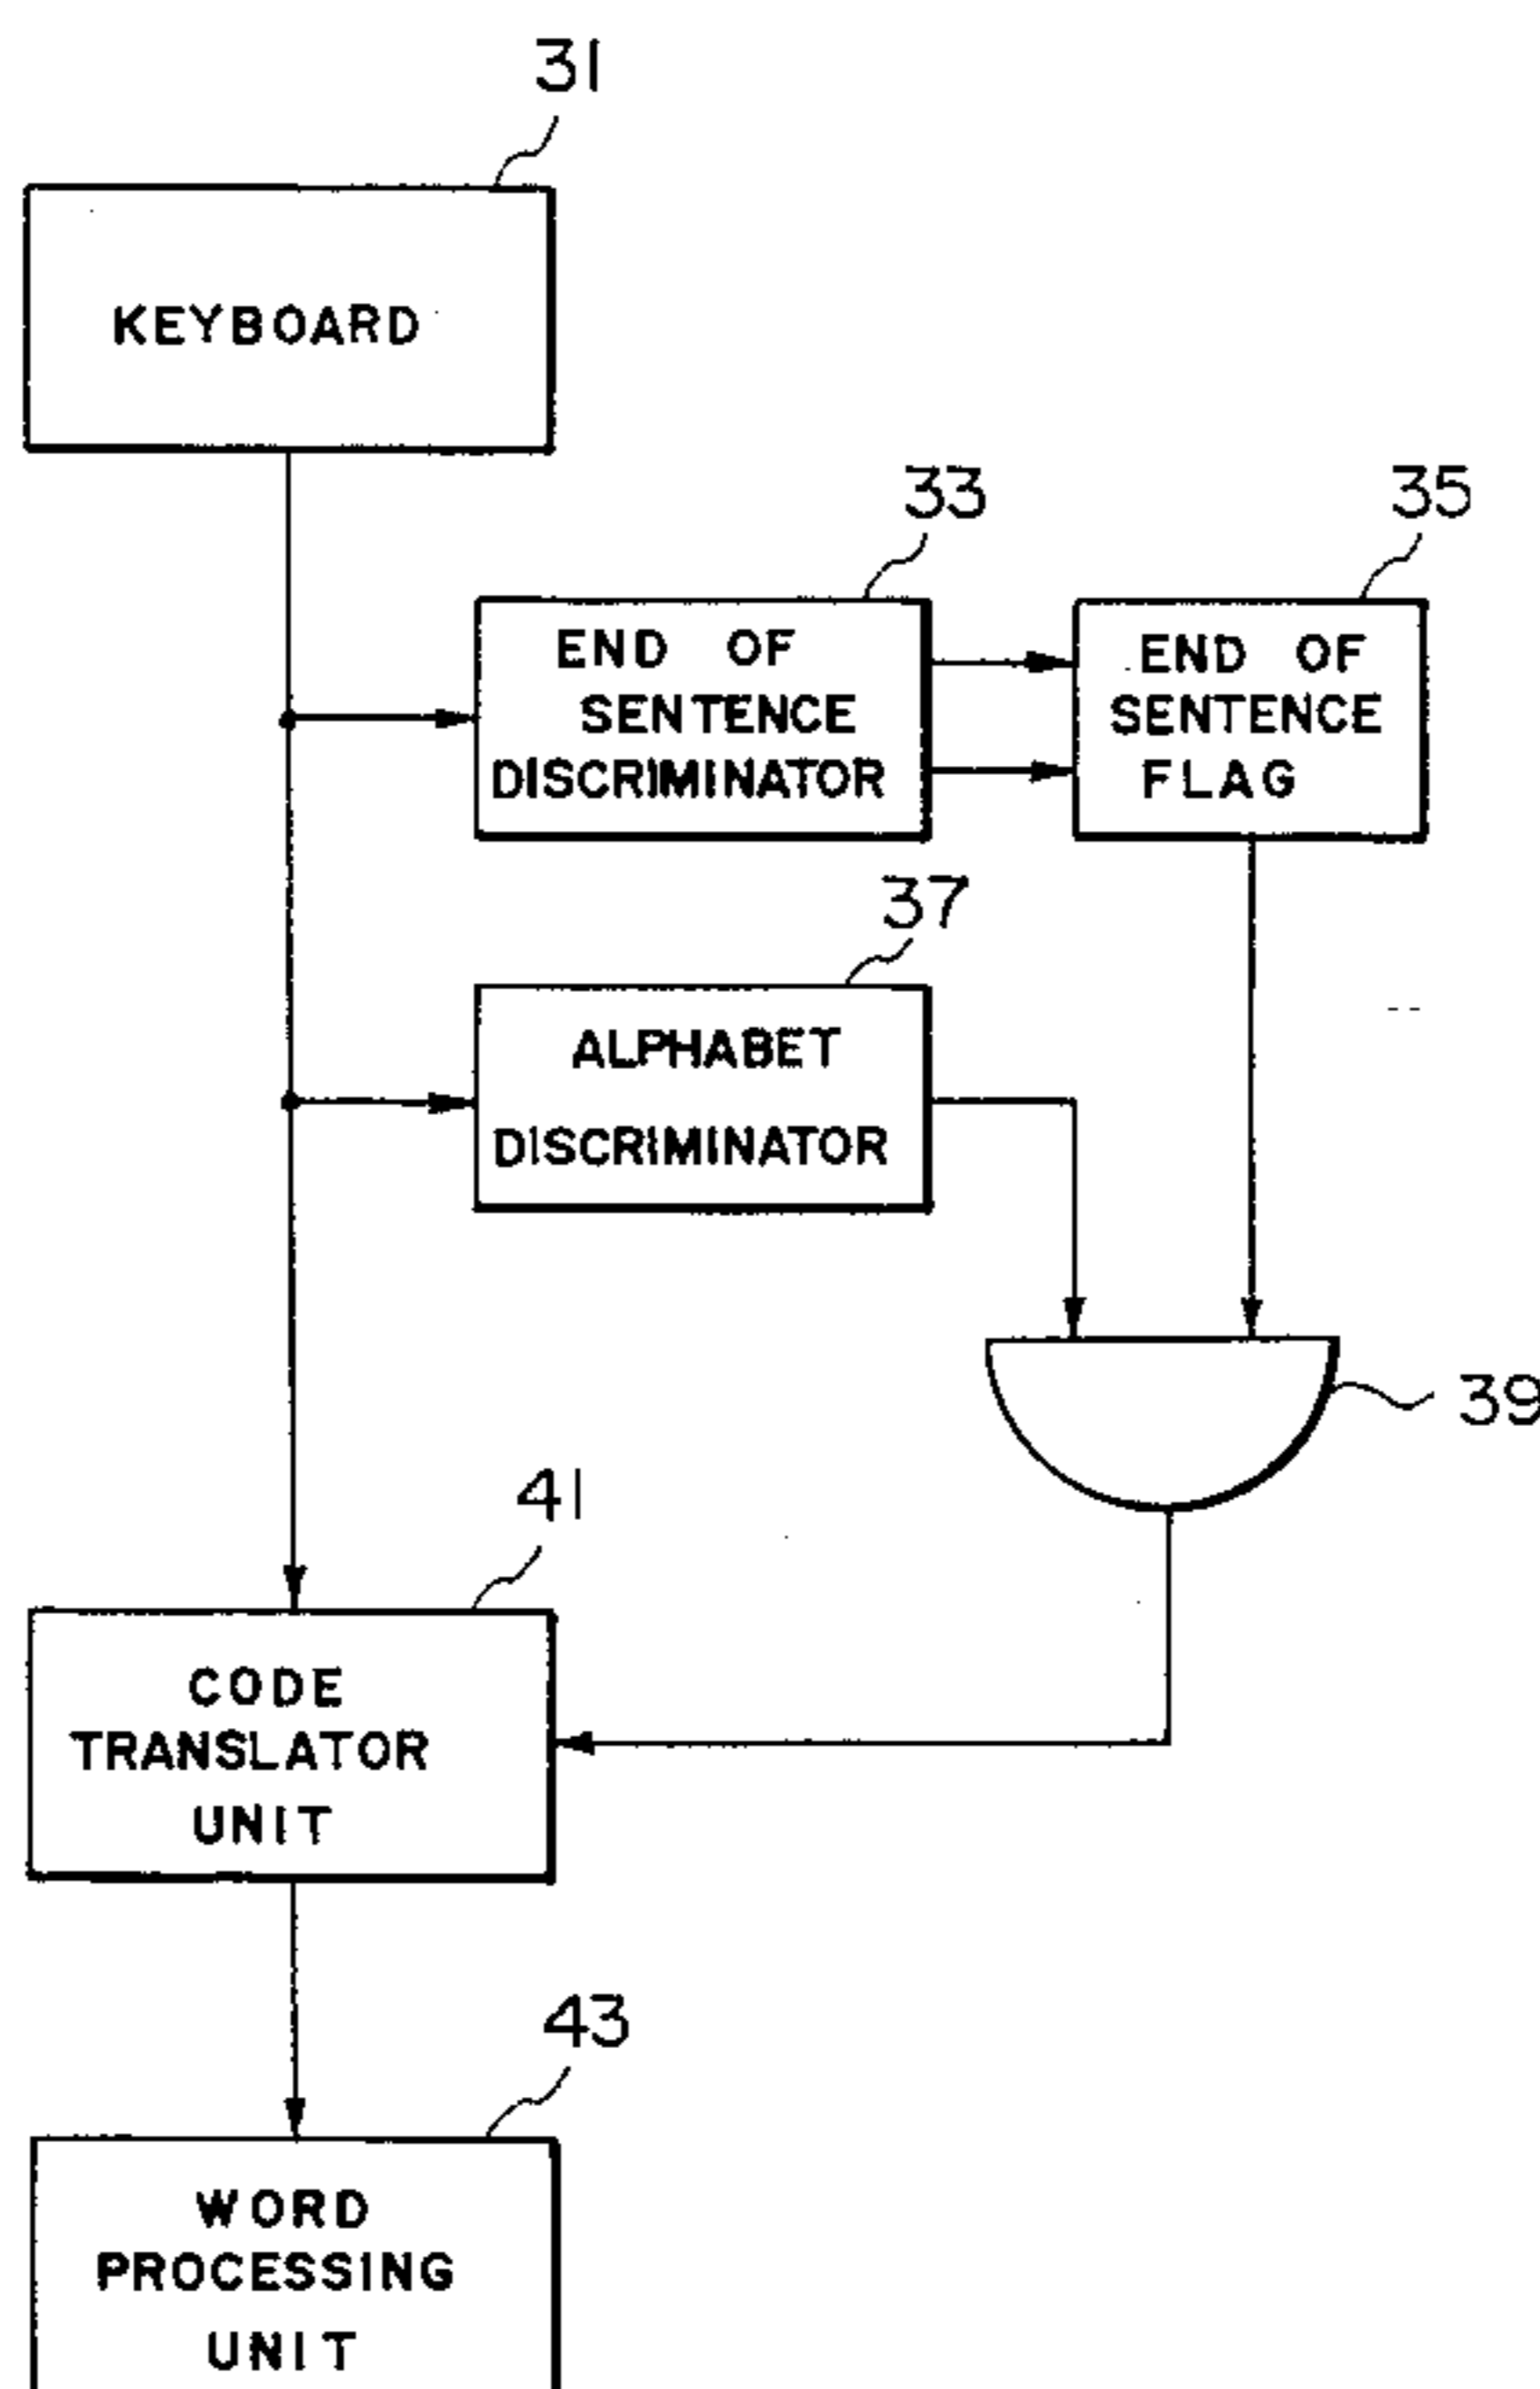 31
KEYBOARD
33
35
END OF
SENTENCE
DISCRIMINATOR
END OF
SENTENCE
FLAG
37
ALPHABET
DISCRIMINATOR
39
41
CODE
TRANSLATOR
UNIT
43
WORD
PROCESSING
UNIT